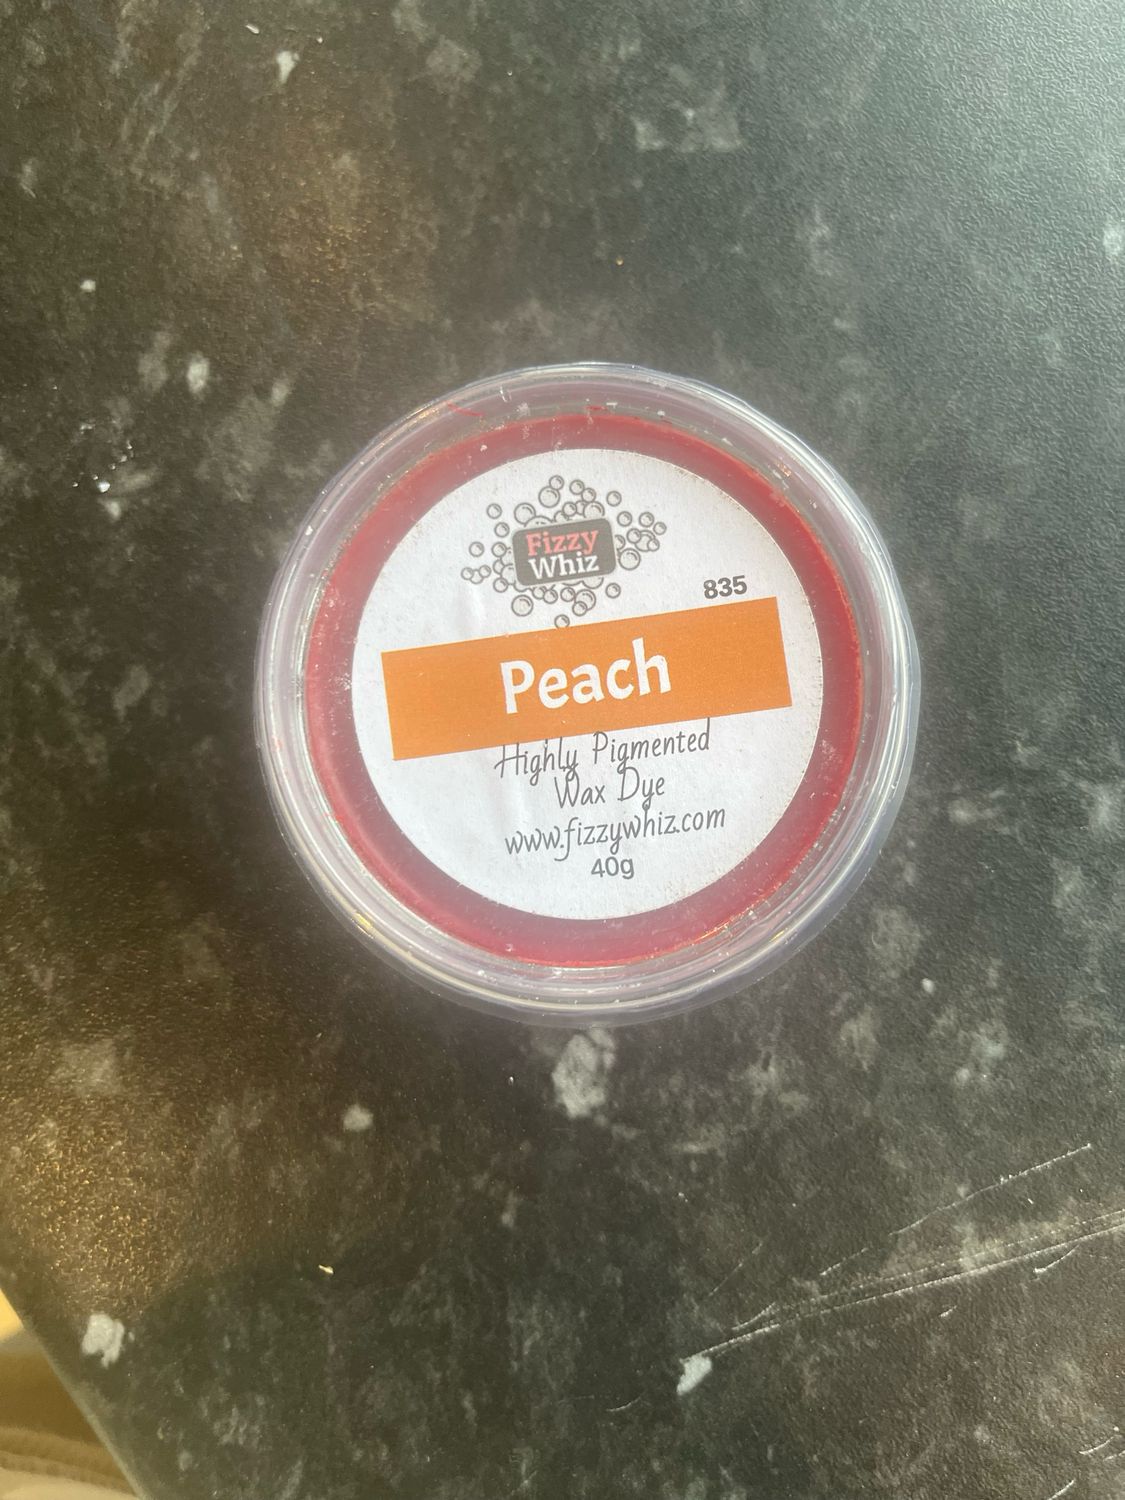 Fizzy
Whiz
835
Peach
Highly Pigmented
Wax Dye
www.fizzywhiz.com
40g